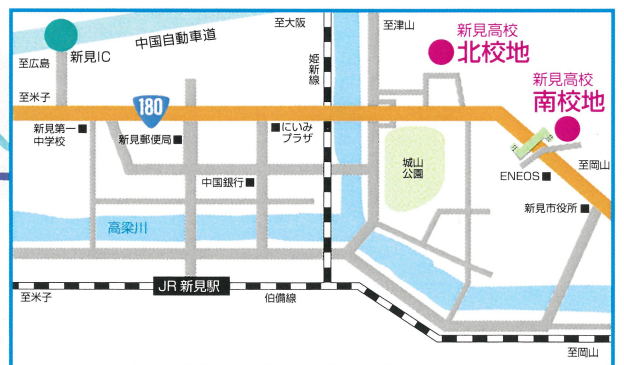 至大阪
至津山
中国自動車道
新見IC
至広島
姫新線
新見高校
北校地
新見高校
南校地
至米子
180
新見第一
中学校
新見郵便局
にいみ
プラザ
城山
公園
中国銀行
ENEOS
至岡山
新見市役所
高梁川
JR 新見駅
至米子
伯備線
至岡山